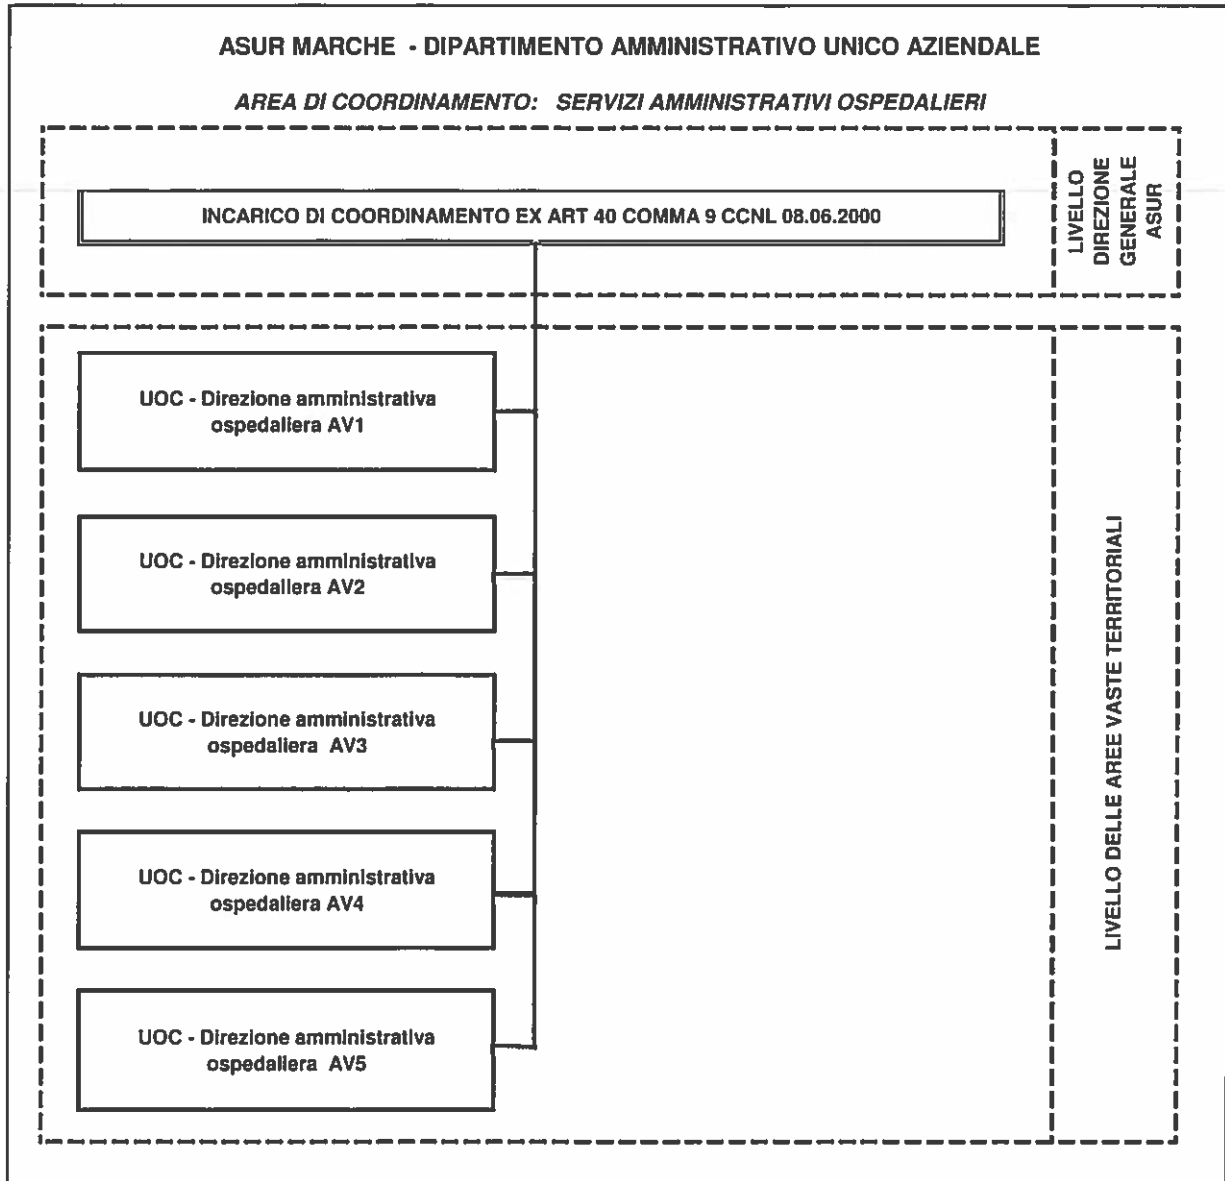 ASUR MARCHE - DIPARTIMENTO AMMINISTRATIVO UNICO AZIENDALE
AREA DI COORDINAMENTO: SERVIZI AMMINISTRATIVI OSPEDALIERI
INCARICO DI COORDINAMENTO EX ART 40 COMMA 9 CCNL 08.06.2000
LIVELLO
DIREZIONE
GENERALE
ASUR
UOC - Direzione amministrativa
ospedaliera AV1
UOC - Direzione amministrativa
ospedaliera AV2
UOC - Direzione amministrativa
ospedaliera AV3
UOC - Direzione amministrativa
ospedaliera AV4
UOC - Direzione amministrativa
ospedaliera AV5
LIVELLO DELLE AREE VASTE TERRITORIALI